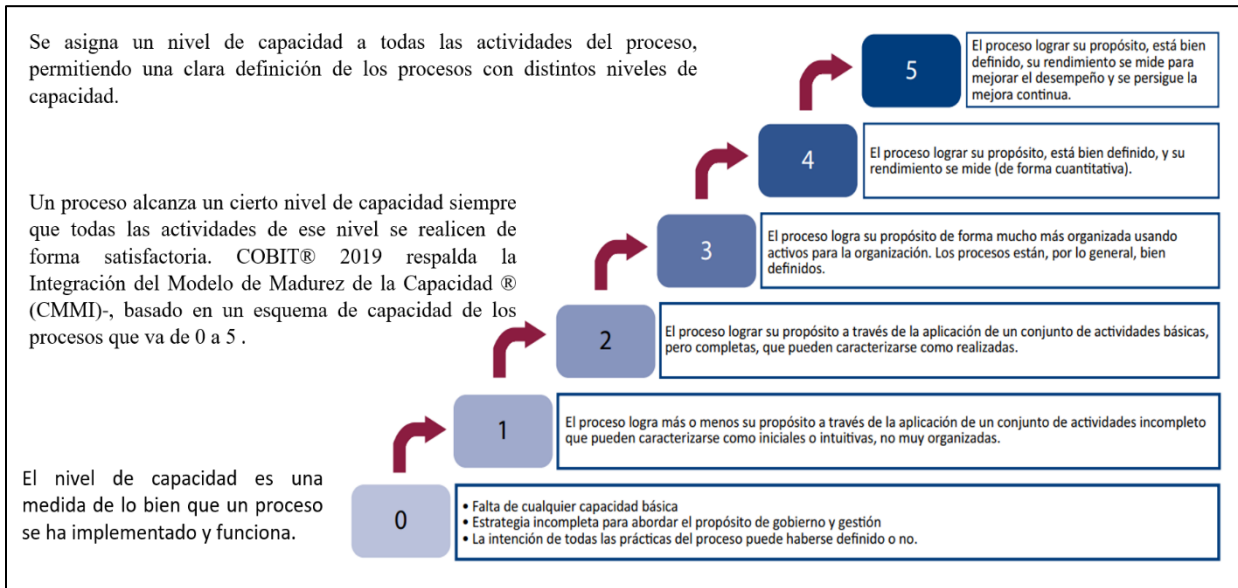 Se asigna un nivel de capacidad a todas las actividades del proceso,
permitiendo una clara definición de los procesos con distintos niveles de
capacidad.
5
El proceso lograr su propósito, está bien
definido, su rendimiento se mide para
mejorar el desempeño y se persigue la
mejora continua.
4
El proceso lograr su propósito, está bien definido, y su
rendimiento se mide (de forma cuantitativa).
Un proceso alcanza un cierto nivel de capacidad siempre
que todas las actividades de ese nivel se realicen de
forma satisfactoria. COBIT® 2019 respalda la
Integración del Modelo de Madurez de la Capacidad ®
(CMMI)-, basado en un esquema de capacidad de los
procesos que va de 0 a 5 .
3
El proceso logra su propósito de forma mucho más organizada usando
activos para la organización. Los procesos están, por lo general, bien
definidos.
2
El proceso lograr su propósito a través de la aplicación de un conjunto de actividades básicas,
pero completas, que pueden caracterizarse como realizadas.
1
El proceso logra más o menos su propósito a través de la aplicación de un conjunto de actividades incompleto
que pueden caracterizarse como iniciales o intuitivas, no muy organizadas.
El nivel de capacidad es una
medida de lo bien que un proceso
se ha implementado y funciona.
0
• Falta de cualquier capacidad básica
• Estrategia incompleta para abordar el propósito de gobierno y gestión
• La intención de todas las prácticas del proceso puede haberse definido o no.